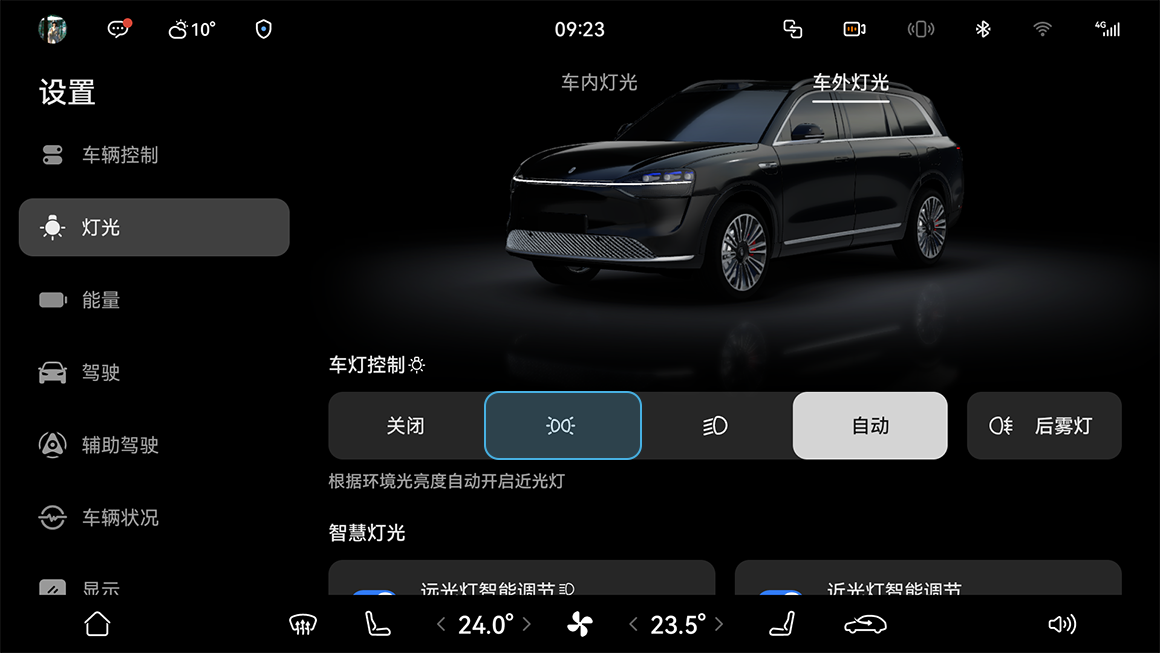 10°
09:23
4G
设置
车内灯光
车外灯光
车辆控制
灯光
能量
驾驶
辅助驾驶
车辆状况
显示
车灯控制
关闭
自动
后雾灯
根据环境光亮度自动开启近光灯
智慧灯光
远光灯智能调节
近光灯智能调节
24.0°
23.5°